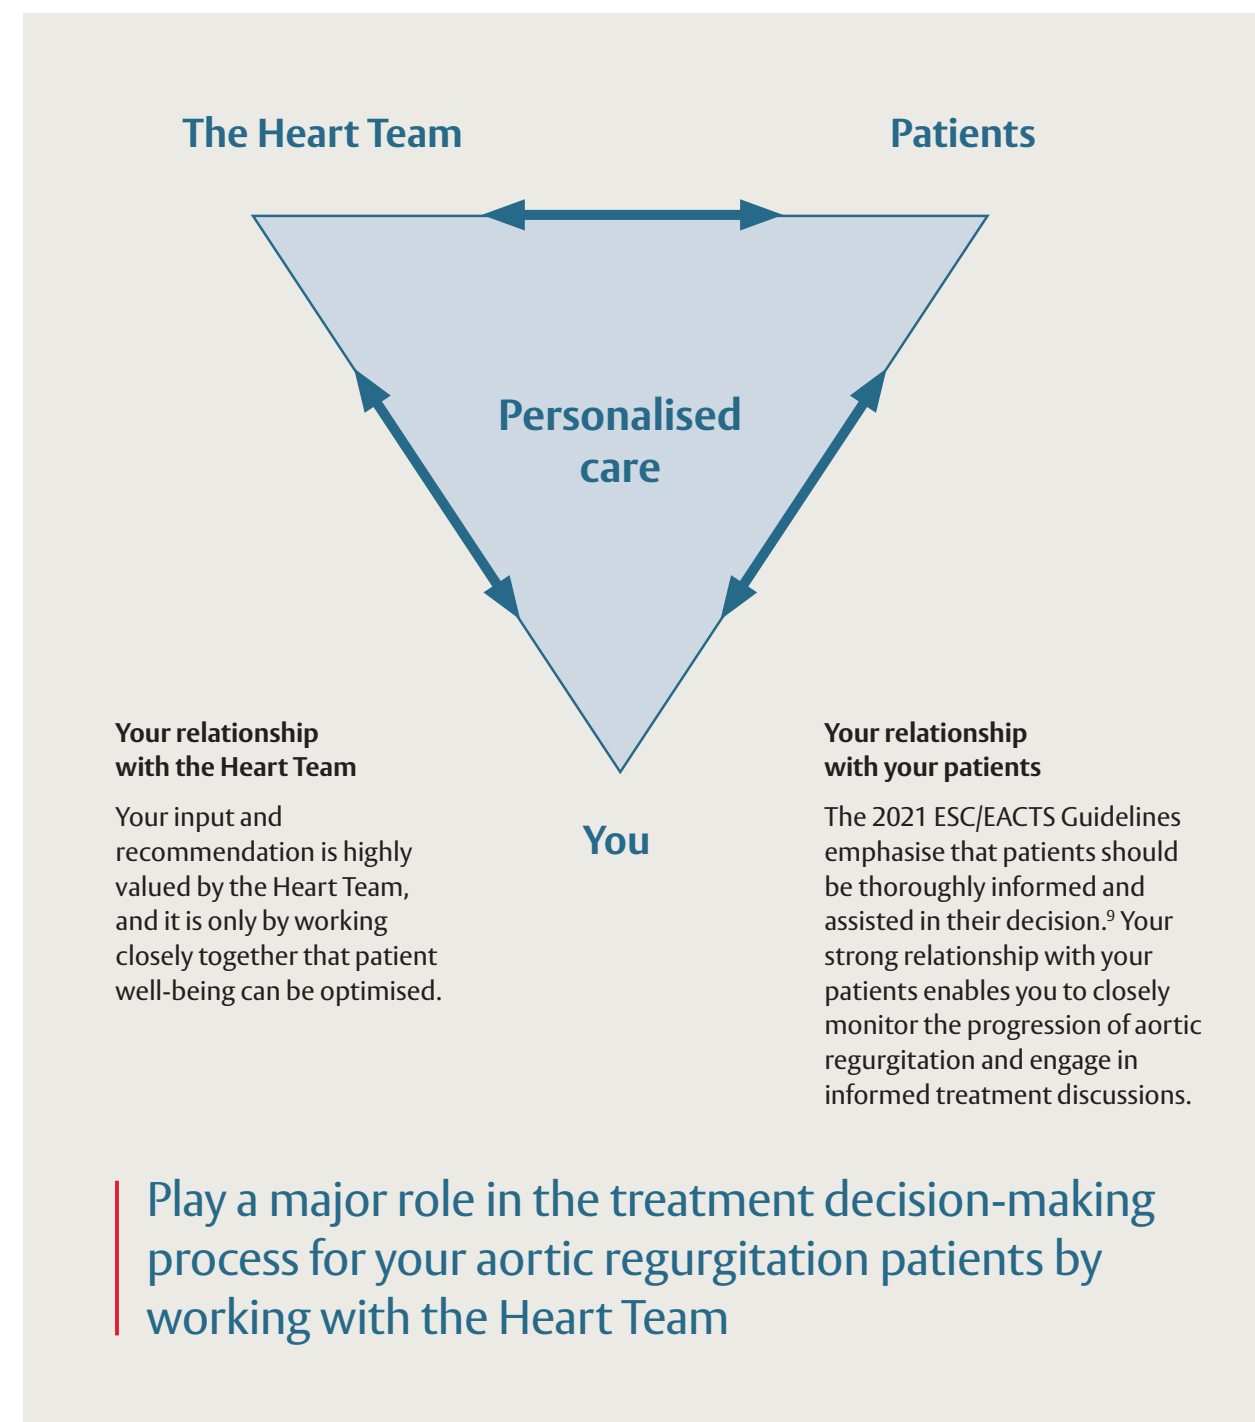 The Heart Team
Patients
Personalised
care
You
Your relationship
with the Heart Team
Your input and
recommendation is highly
valued by the Heart Team,
and it is only by working
closely together that patient
well-being can be optimised.
Your relationship
with your patients
The 2021 ESC/EACTS Guidelines
emphasise that patients should
be thoroughly informed and
assisted in their decision.⁹ Your
strong relationship with your
patients enables you to closely
monitor the progression of aortic
regurgitation and engage in
informed treatment discussions.
Play a major role in the treatment decision-making
process for your aortic regurgitation patients by
working with the Heart Team